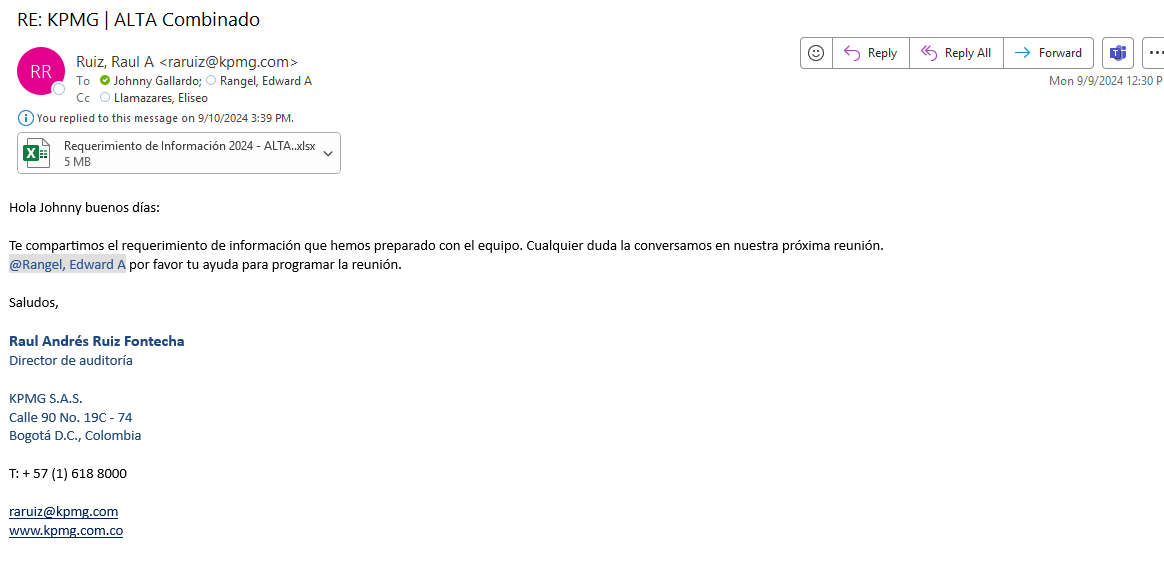 RE: KPMG | ALTA Combinado
RR
Ruiz, Raul A <raruiz@kpmg.com>
To Johnny Gallardo; Rangel, Edward A
Cc Llamazares, Eliseo
Reply
Reply All
Forward
Mon 9/9/2024 12:30 P
You replied to this message on 9/10/2024 3:39 PM.
Requerimiento de Información 2024 - ALTA..xlsx
5 MB
Hola Johnny buenos días:
Te compartimos el requerimiento de información que hemos preparado con el equipo. Cualquier duda la conversamos en nuestra próxima reunión.
@Rangel, Edward A por favor tu ayuda para programar la reunión.
Saludos,
Raul Andrés Ruiz Fontecha
Director de auditoría
KPMG S.A.S.
Calle 90 No. 19C - 74
Bogotá D.C., Colombia
T: + 57 (1) 618 8000
raruiz@kpmg.com
www.kpmg.com.co